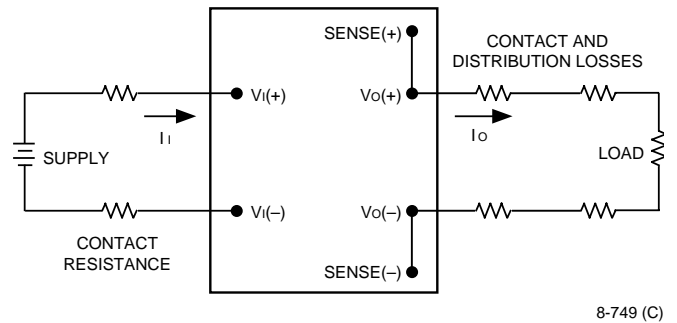 SENSE(+)
CONTACT AND
DISTRIBUTION LOSSES
VI(+)
VO(+)
II
IO
SUPPLY
LOAD
VI(–)
VO(–)
CONTACT
RESISTANCE
SENSE(–)
8-749 (C)